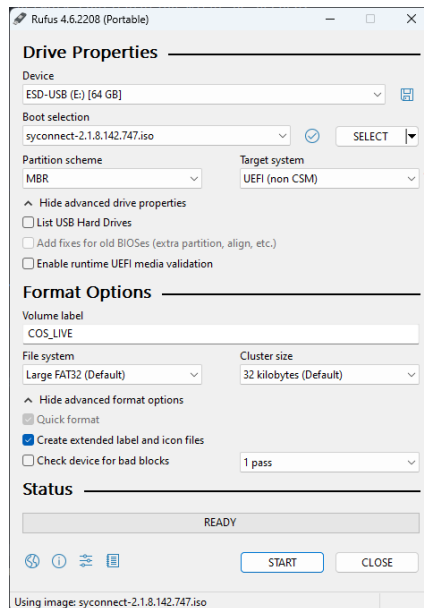 Rufus 4.6.2208 (Portable)
Drive Properties
Device
ESD-USB (E:) [64 GB]
Boot selection
syconnect-2.1.8.142.747.iso
SELECT
Partition scheme
Target system
MBR
UEFI (non CSM)
Hide advanced drive properties
List USB Hard Drives
Add fixes for old BIOSes (extra partition, align, etc.)
Enable runtime UEFI media validation
Format Options
Volume label
COS_LIVE
File system
Cluster size
Large FAT32 (Default)
32 kilobytes (Default)
Hide advanced format options
Quick format
Create extended label and icon files
Check device for bad blocks
1 pass
Status
READY
START
CLOSE
Using image: syconnect-2.1.8.142.747.iso